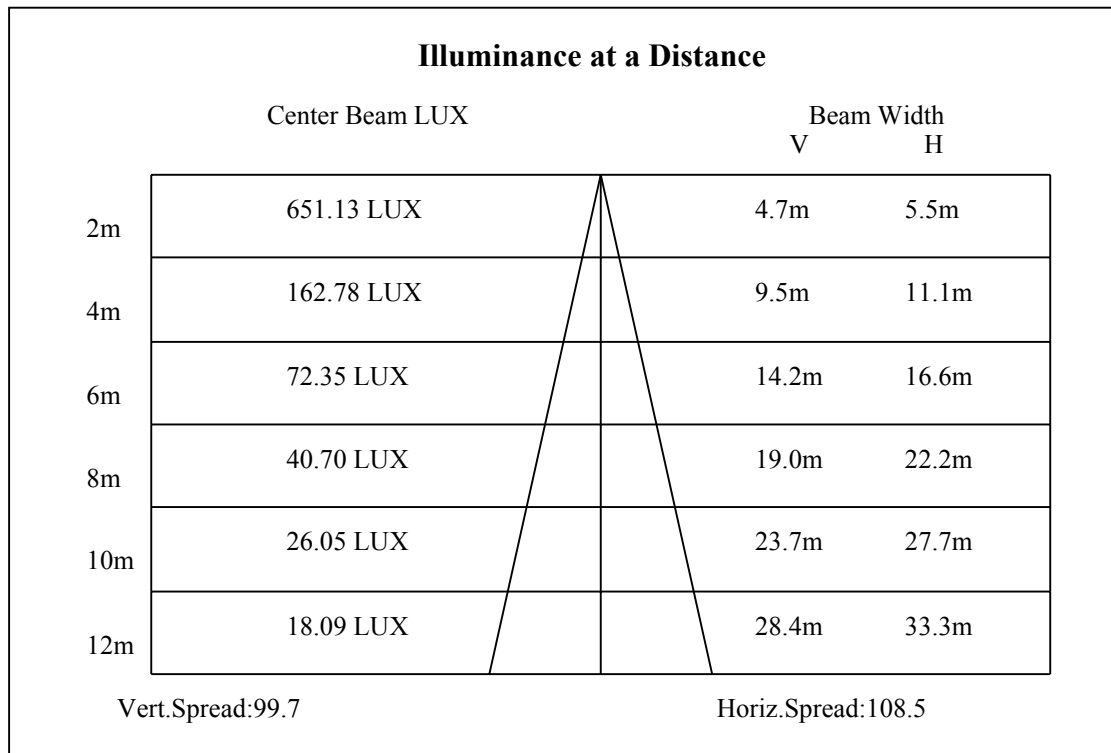 Illuminance at a Distance
Center Beam LUX Beam Width
V H
2m 651.13 LUX 4.7m 5.5m
4m 162.78 LUX 9.5m 11.1m
6m 72.35 LUX 14.2m 16.6m
8m 40.70 LUX 19.0m 22.2m
10m 26.05 LUX 23.7m 27.7m
12m 18.09 LUX 28.4m 33.3m
Vert.Spread:99.7 Horiz.Spread:108.5